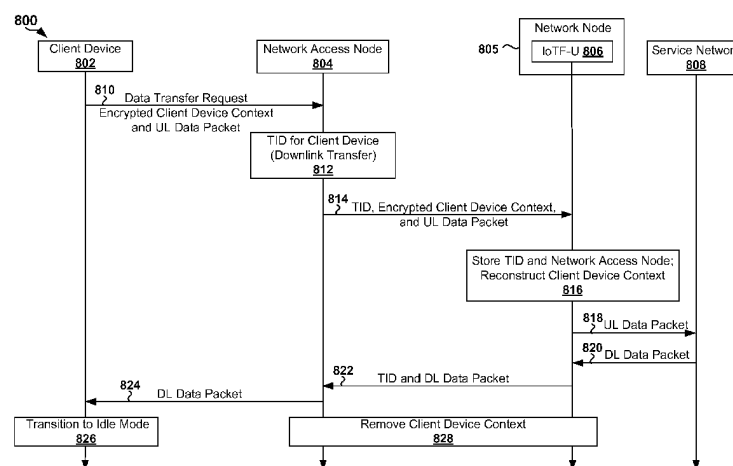 800
Client Device
802
Network Access Node
804
Network Node
805
IoTF-U 806
Service Network
808
810
Data Transfer Request
Encrypted Client Device Context
and UL Data Packet
TID for Client Device
(Downlink Transfer)
812
814
TID, Encrypted Client Device Context,
and UL Data Packet
Store TID and Network Access Node;
Reconstruct Client Device Context
816
818
UL Data Packet
820
DL Data Packet
822
TID and DL Data Packet
824
DL Data Packet
Transition to Idle Mode
826
Remove Client Device Context
828